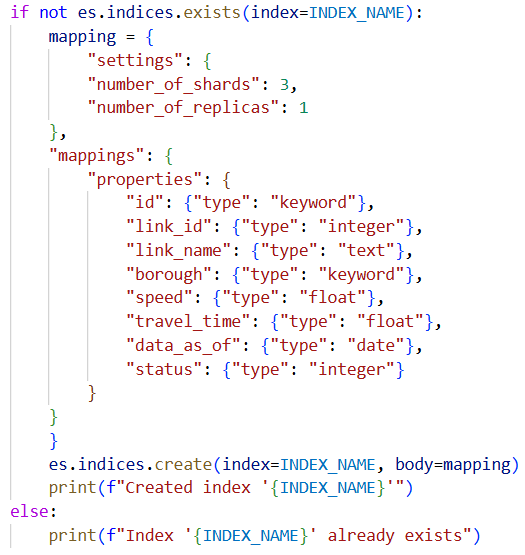 if not es.indices.exists(index=INDEX_NAME):
    mapping = {
        "settings": {
        "number_of_shards": 3,
        "number_of_replicas": 1
    },
    "mappings": {
        "properties": {
            "id": {"type": "keyword"},
            "link_id": {"type": "integer"},
            "link_name": {"type": "text"},
            "borough": {"type": "keyword"},
            "speed": {"type": "float"},
            "travel_time": {"type": "float"},
            "data_as_of": {"type": "date"},
            "status": {"type": "integer"}
        }
    }
    }
    es.indices.create(index=INDEX_NAME, body=mapping)
    print(f"Created index '{INDEX_NAME}'")
else:
    print(f"Index '{INDEX_NAME}' already exists")